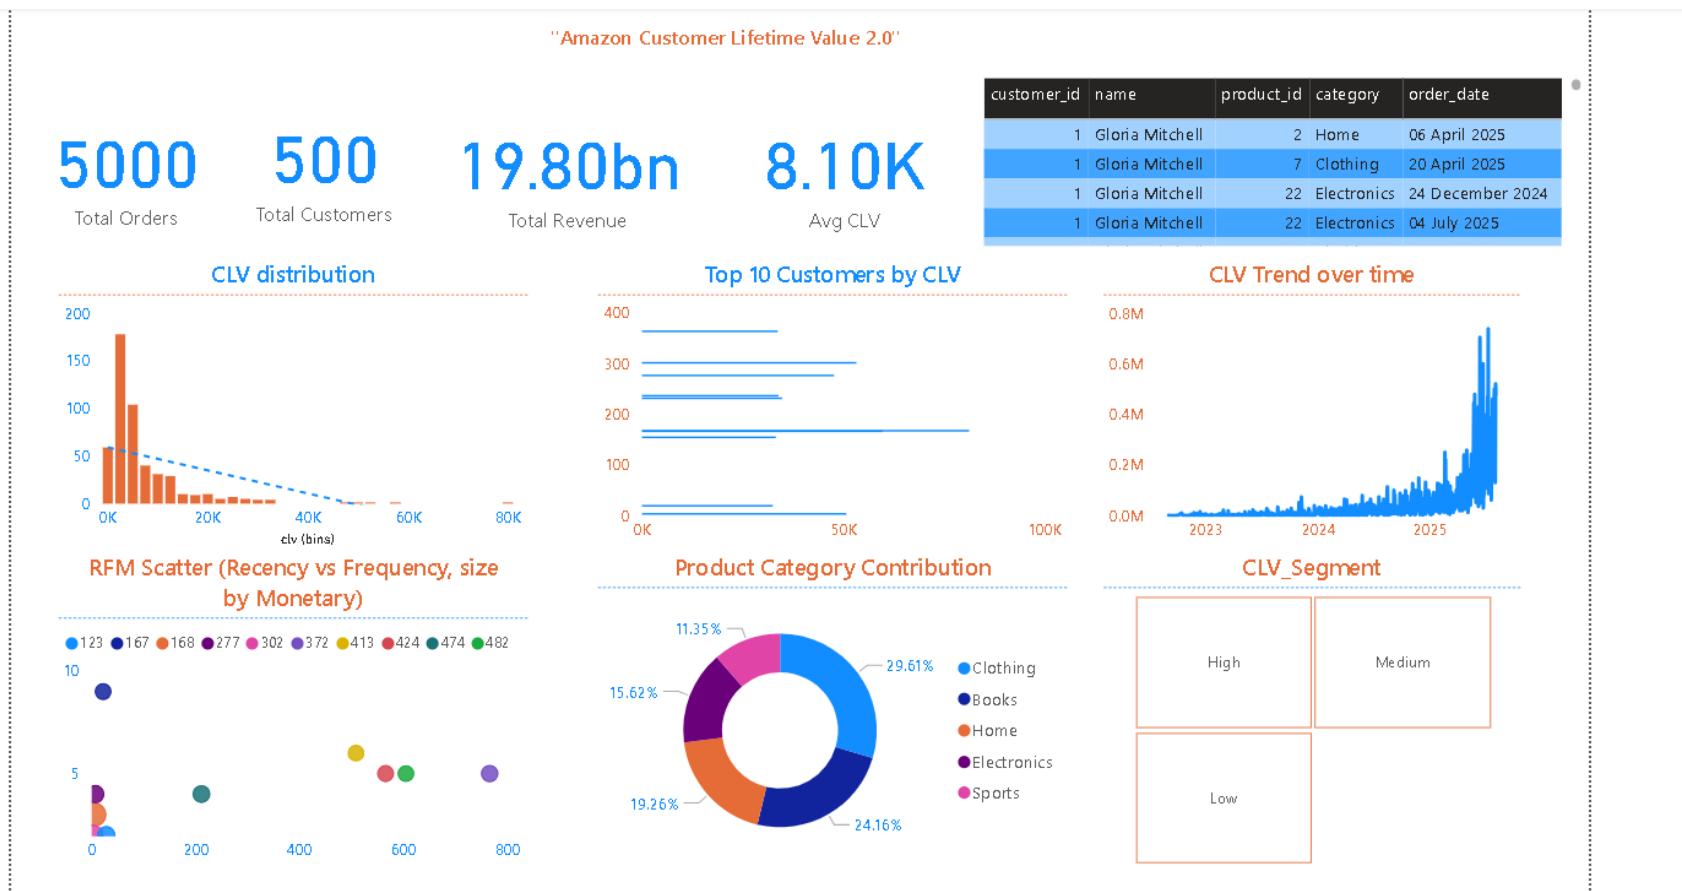 "Amazon Customer Lifetime Value 2.0"
5000
Total Orders
500
Total Customers
19.80bn
Total Revenue
8.10K
Avg CLV
customer_id name product_id category order_date
1 Gloria Mitchell 2 Home 06 April 2025
1 Gloria Mitchell 7 Clothing 20 April 2025
1 Gloria Mitchell 22 Electronics 24 December 2024
1 Gloria Mitchell 22 Electronics 04 July 2025
CLV distribution
200
150
100
50
0
0K 20K 40K 60K 80K
clv (bins)
Top 10 Customers by CLV
400
300
200
100
0
0K 50K 100K
CLV Trend over time
0.8M
0.6M
0.4M
0.2M
0.0M
2023 2024 2025
RFM Scatter (Recency vs Frequency, size
by Monetary)
123 167 168 277 302 372 413 424 474 482
10
5
0 200 400 600 800
Product Category Contribution
11.35%
29.61%
15.62%
19.26%
24.16%
Clothing
Books
Home
Electronics
Sports
CLV_Segment
High Medium
Low